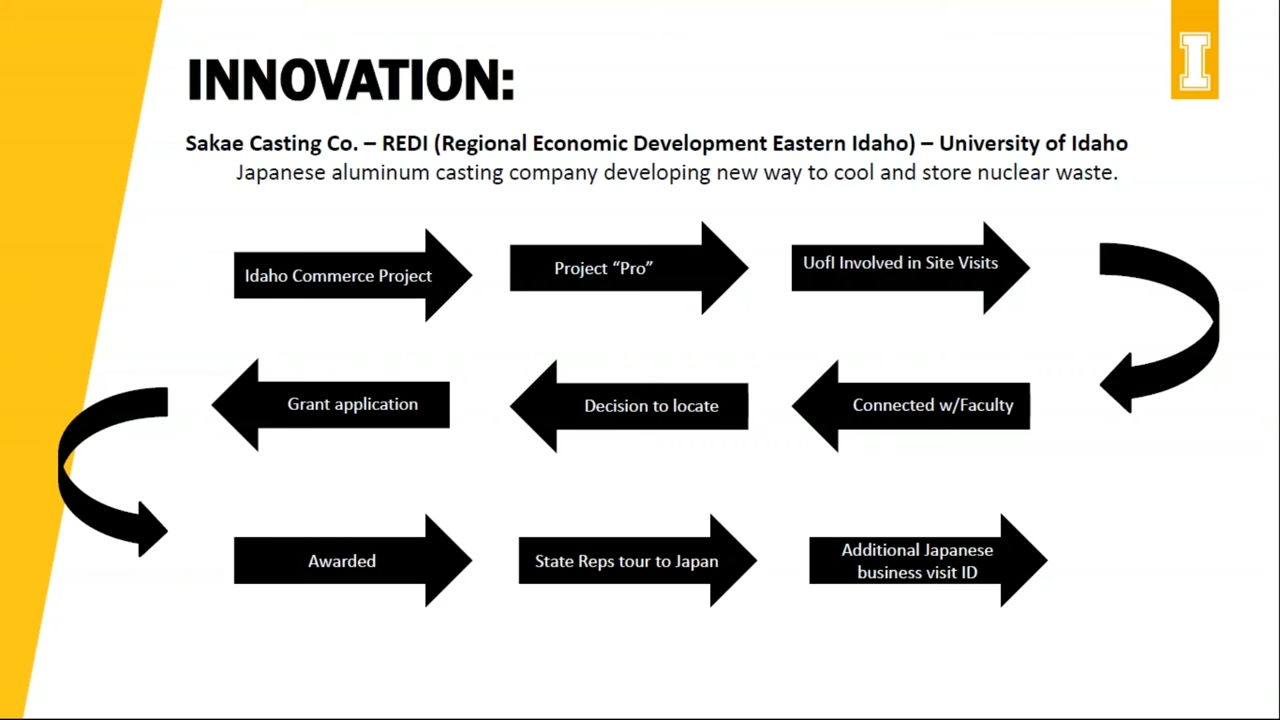 I
INNOVATION:
Sakae Casting Co. – REDI (Regional Economic Development Eastern Idaho) – University of Idaho
Japanese aluminum casting company developing new way to cool and store nuclear waste.
Idaho Commerce Project
Project “Pro”
UofI Involved in Site Visits
Connected w/Faculty
Decision to locate
Grant application
Awarded
State Reps tour to Japan
Additional Japanese
business visit ID